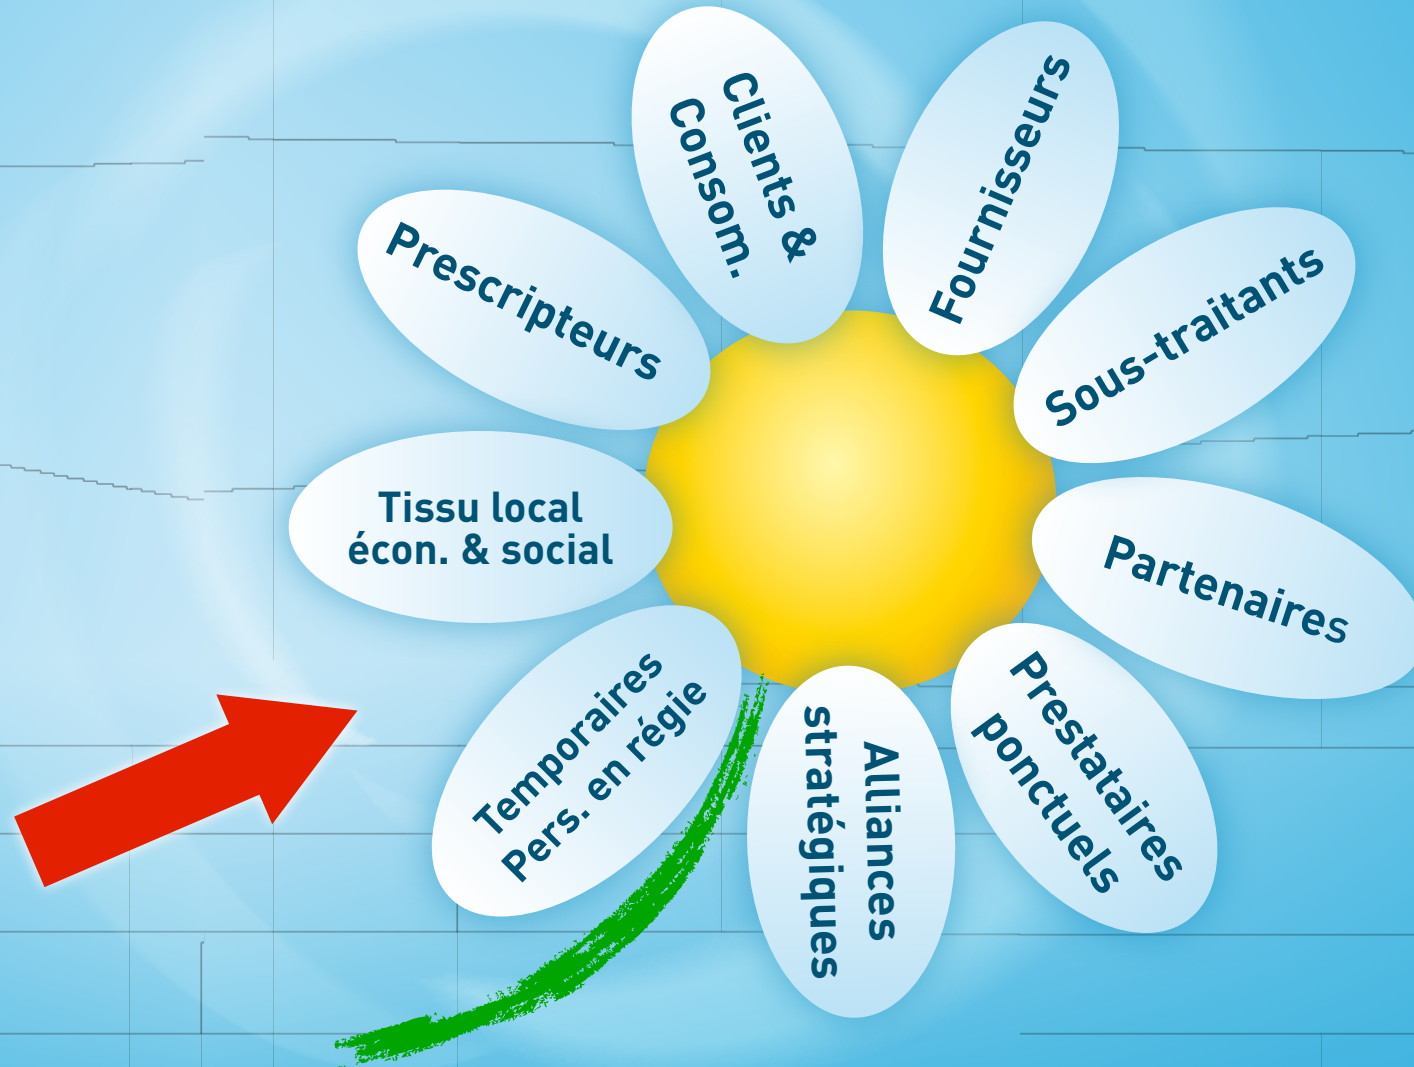 Clients &
Consom.
Fournisseurs
Sous-traitants
Partenaires
Prestataires
ponctuels
Alliances
stratégiques
Temporaires
Pers. en régie
Tissu local
écon. & social
Prescripteurs